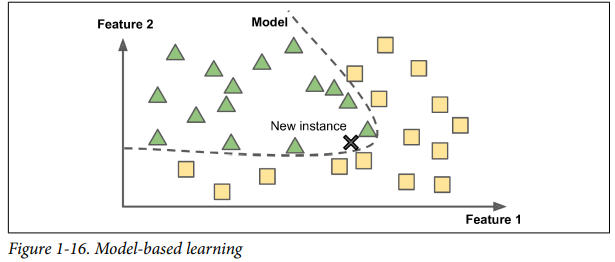 Feature 2
Model
New instance
Feature 1
Figure 1-16. Model-based learning